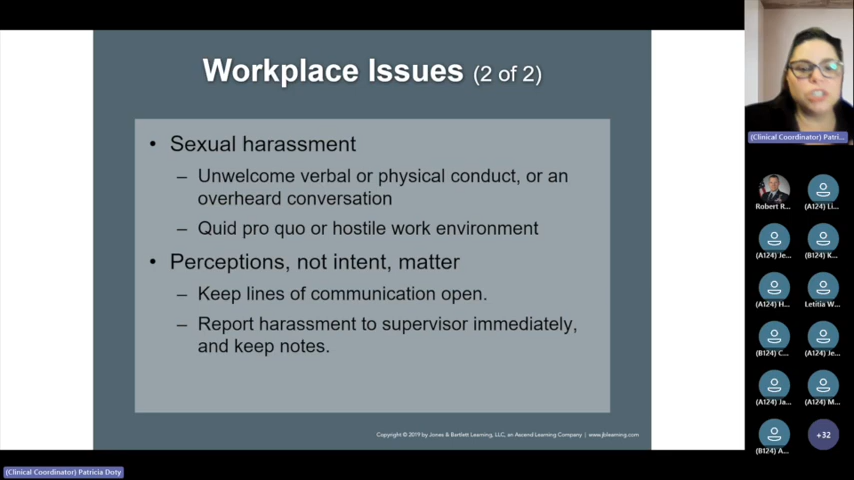 Workplace Issues (2 of 2)
• Sexual harassment
– Unwelcome verbal or physical conduct, or an
overheard conversation
– Quid pro quo or hostile work environment
• Perceptions, not intent, matter
– Keep lines of communication open.
– Report harassment to supervisor immediately,
and keep notes.
Copyright © 2019 by Jones & Bartlett Learning, LLC, an Ascend Learning Company | www.jblearning.com
(Clinical Coordinator) Patricia Doty
(Clinical Coordinator) Patri...
Robert R...
(A124) Li...
(A124) Je...
(B124) K...
(A124) H...
Letitia W...
(B124) C...
(A124) Je...
(A124) Ja...
(A124) M...
(B124) A...
+32